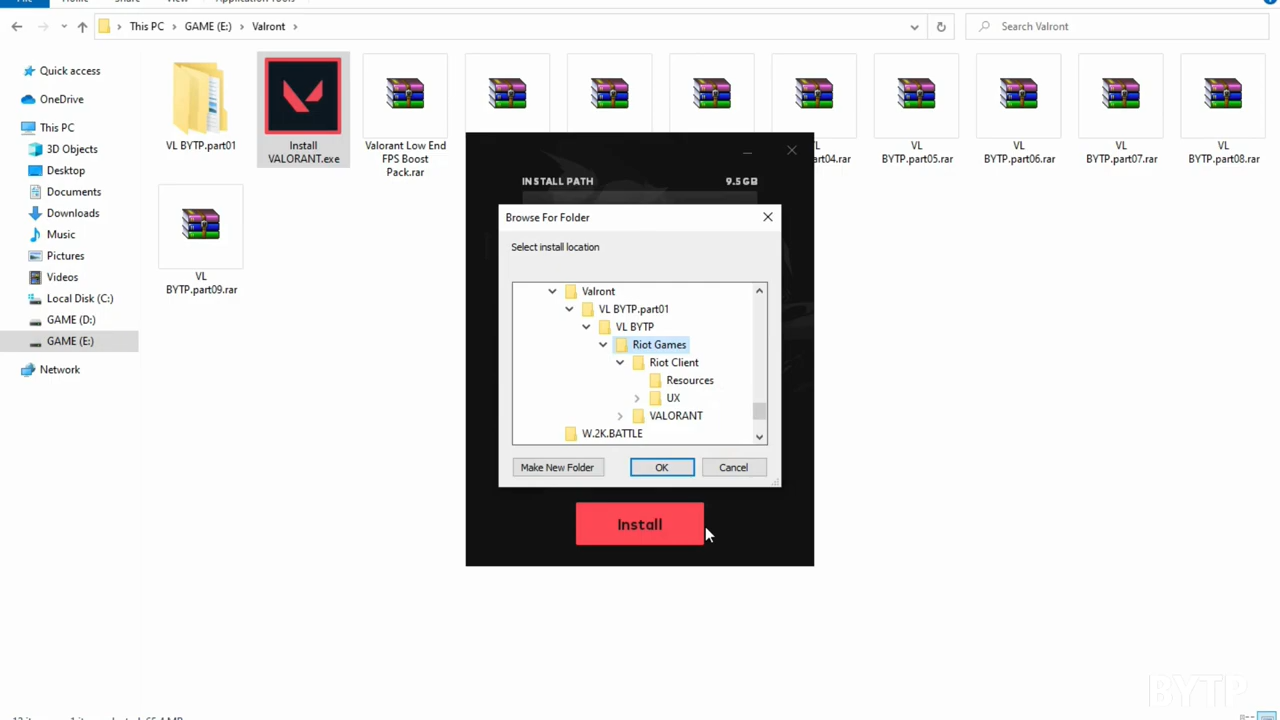 This PC > GAME (E:) > Valront >
Search Valront
Quick access
OneDrive
This PC
3D Objects
Desktop
Documents
Downloads
Music
Pictures
Videos
Local Disk (C:)
GAME (D:)
GAME (E:)
Network
VL BYTP.part01
Install
VALORANT.exe
Valorant Low End
FPS Boost
Pack.rar
VL
art04.rar
VL
BYTP.part05.rar
VL
BYTP.part06.rar
VL
BYTP.part07.rar
VL
BYTP.part08.rar
VL
BYTP.part09.rar
INSTALL PATH
9.5GB
Browse For Folder
Select install location
Valront
VL BYTP.part01
VL BYTP
Riot Games
Riot Client
Resources
UX
VALORANT
W.2K.BATTLE
Make New Folder
OK
Cancel
Install
BYTP